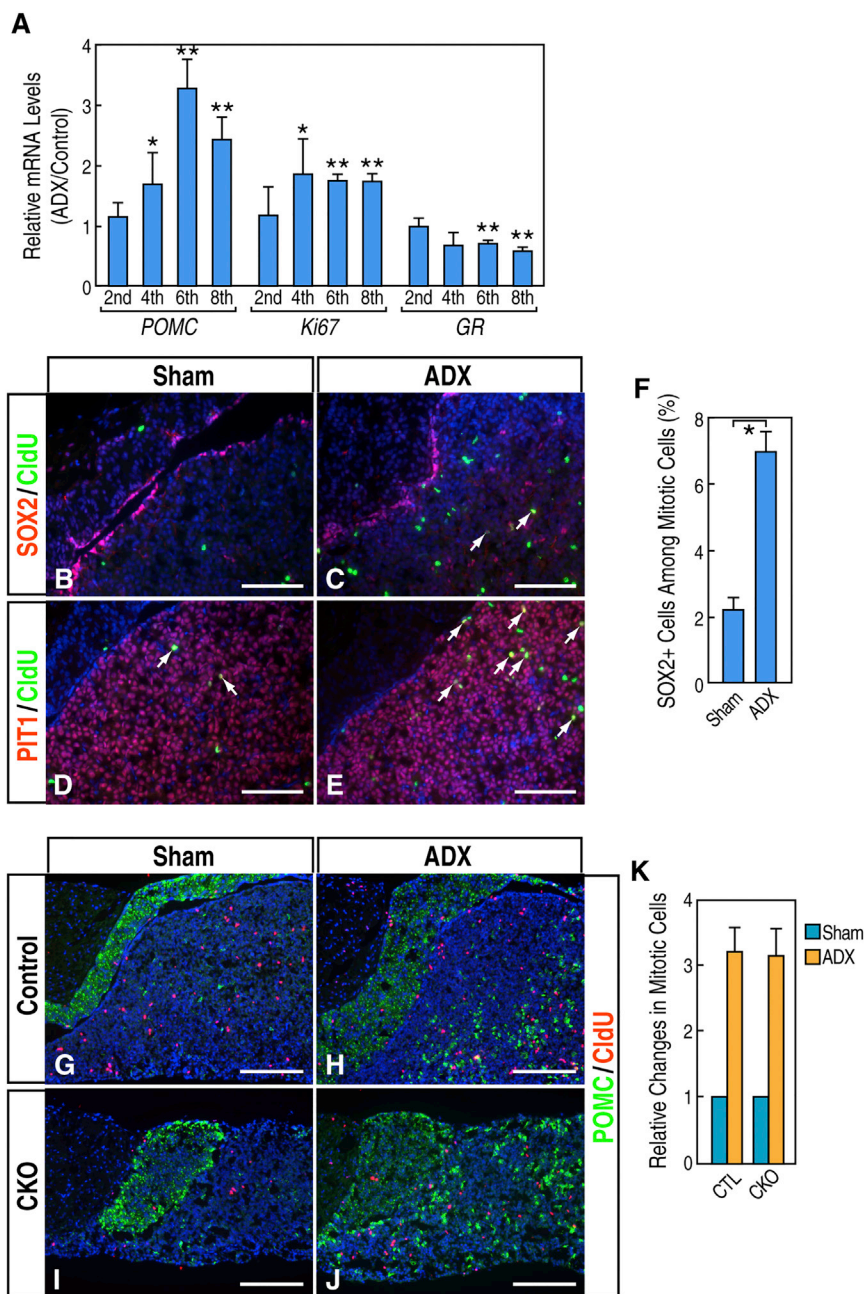 A
Relative mRNA Levels
(ADX/Control)
4
3
2
1
0
* ** ** * ** ** ** **
2nd 4th 6th 8th 2nd 4th 6th 8th 2nd 4th 6th 8th
POMC Ki67 GR
Sham ADX
SOX2/CldU
B C
PIT1/CldU
D E
F
SOX2+ Cells Among Mitotic Cells (%)
8
6
4
2
0
*
Sham ADX
Sham ADX
Control
G H
CKO
I J
POMC/CldU
K
Relative Changes in Mitotic Cells
4
3
2
1
0
Sham
ADX
CTL CKO